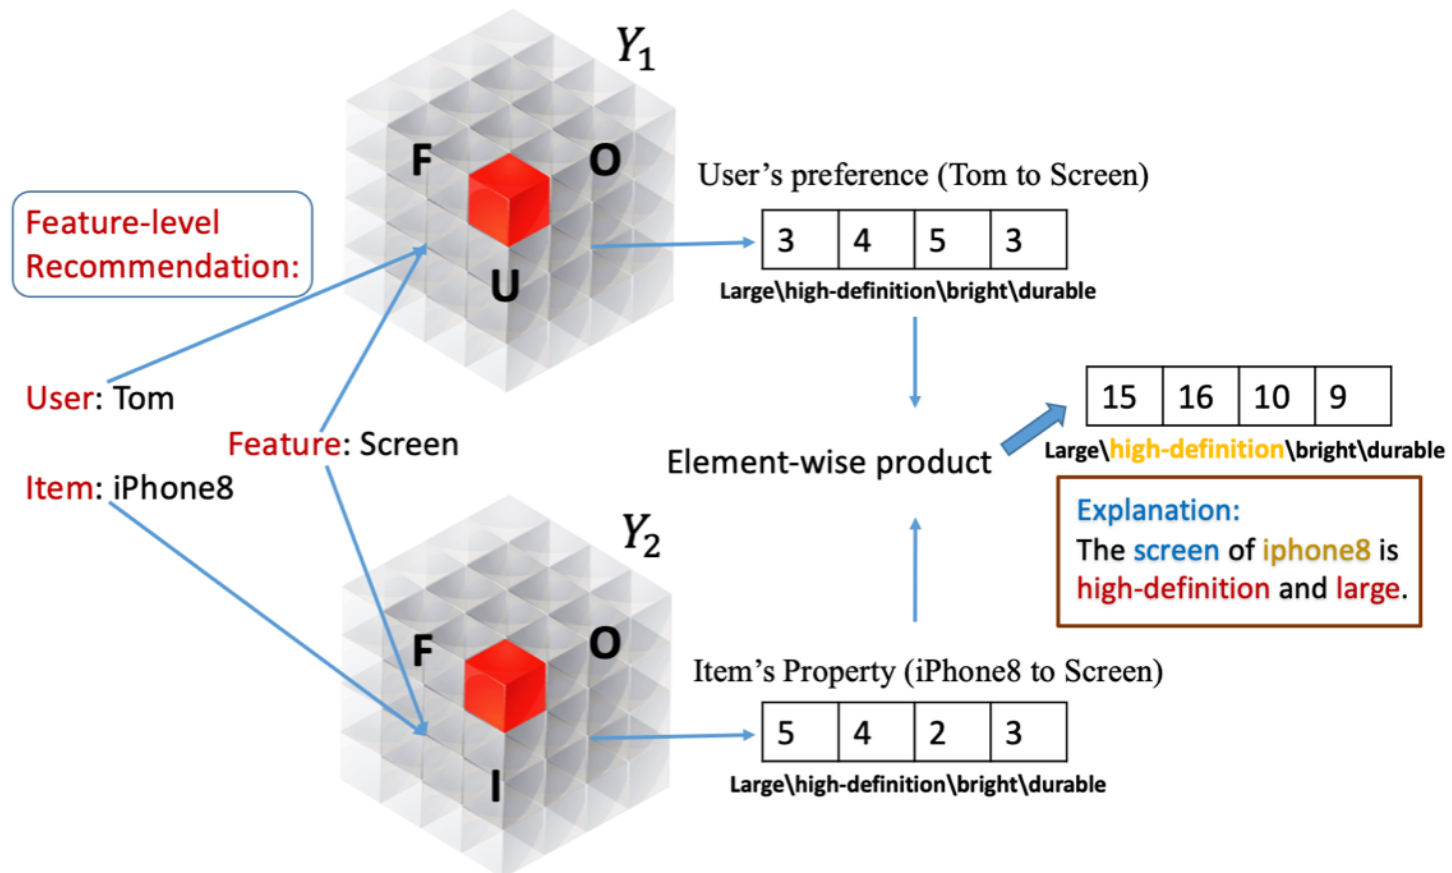 Y1
F
O
U
Feature-level
Recommendation:
User’s preference (Tom to Screen)
3 4 5 3
Large\high-definition\bright\durable
User: Tom
Feature: Screen
Item: iPhone8
Element-wise product
15 16 10 9
Large\high-definition\bright\durable
Explanation:
The screen of iphone8 is
high-definition and large.
Y2
F
O
I
Item’s Property (iPhone8 to Screen)
5 4 2 3
Large\high-definition\bright\durable